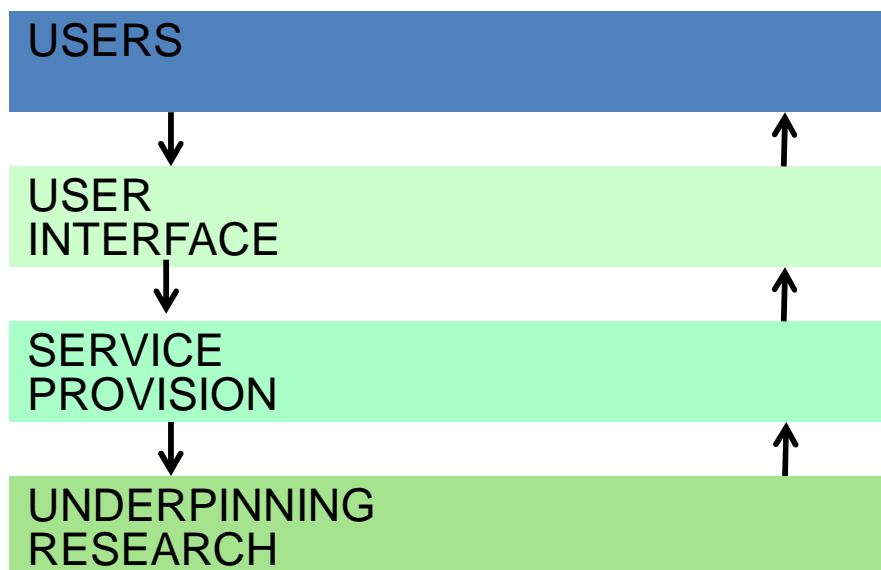 USERS
USER
INTERFACE
SERVICE
PROVISION
UNDERPINNING
RESEARCH